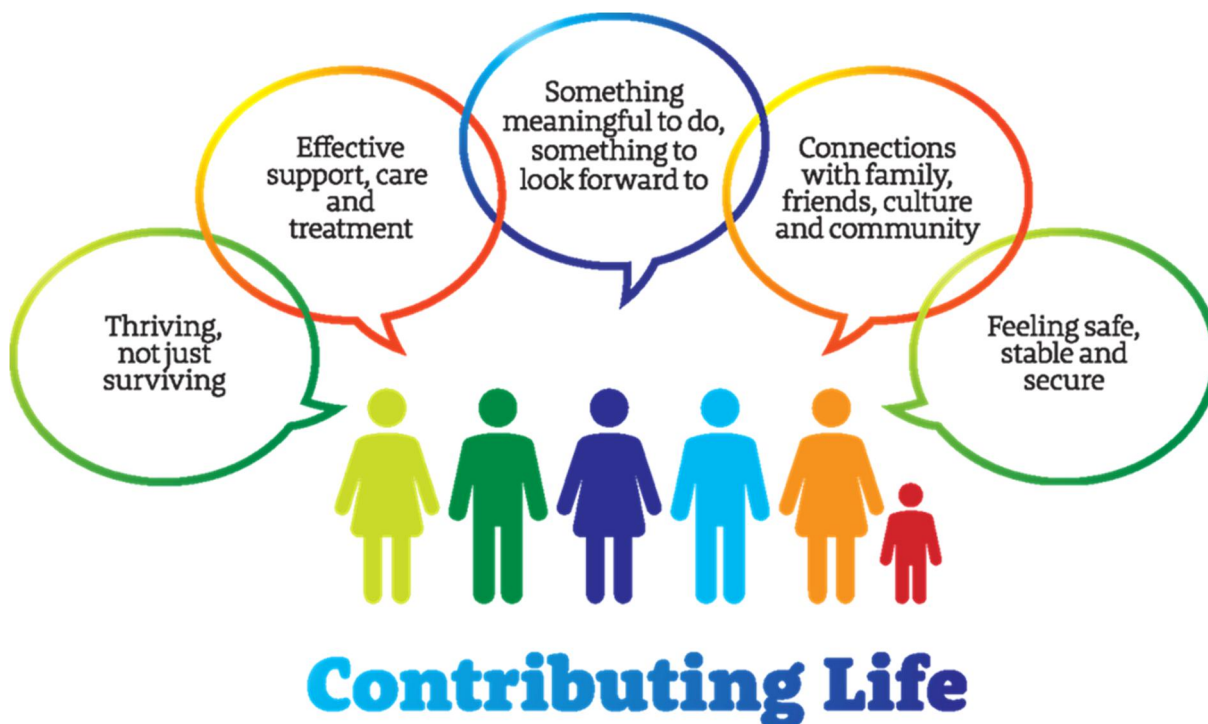 Thriving,
not just
surviving
Effective
support, care
and
treatment
Something
meaningful to do,
something to
look forward to
Connections
with family,
friends, culture
and community
Feeling safe,
stable and
secure
Contributing Life